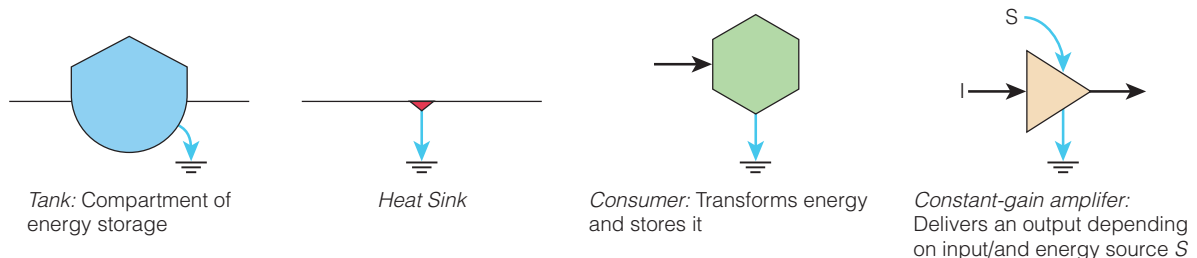 S
I
Tank: Compartment of
energy storage
Heat Sink
Consumer: Transforms energy
and stores it
Constant-gain amplifer:
Delivers an output depending
on input/and energy source S